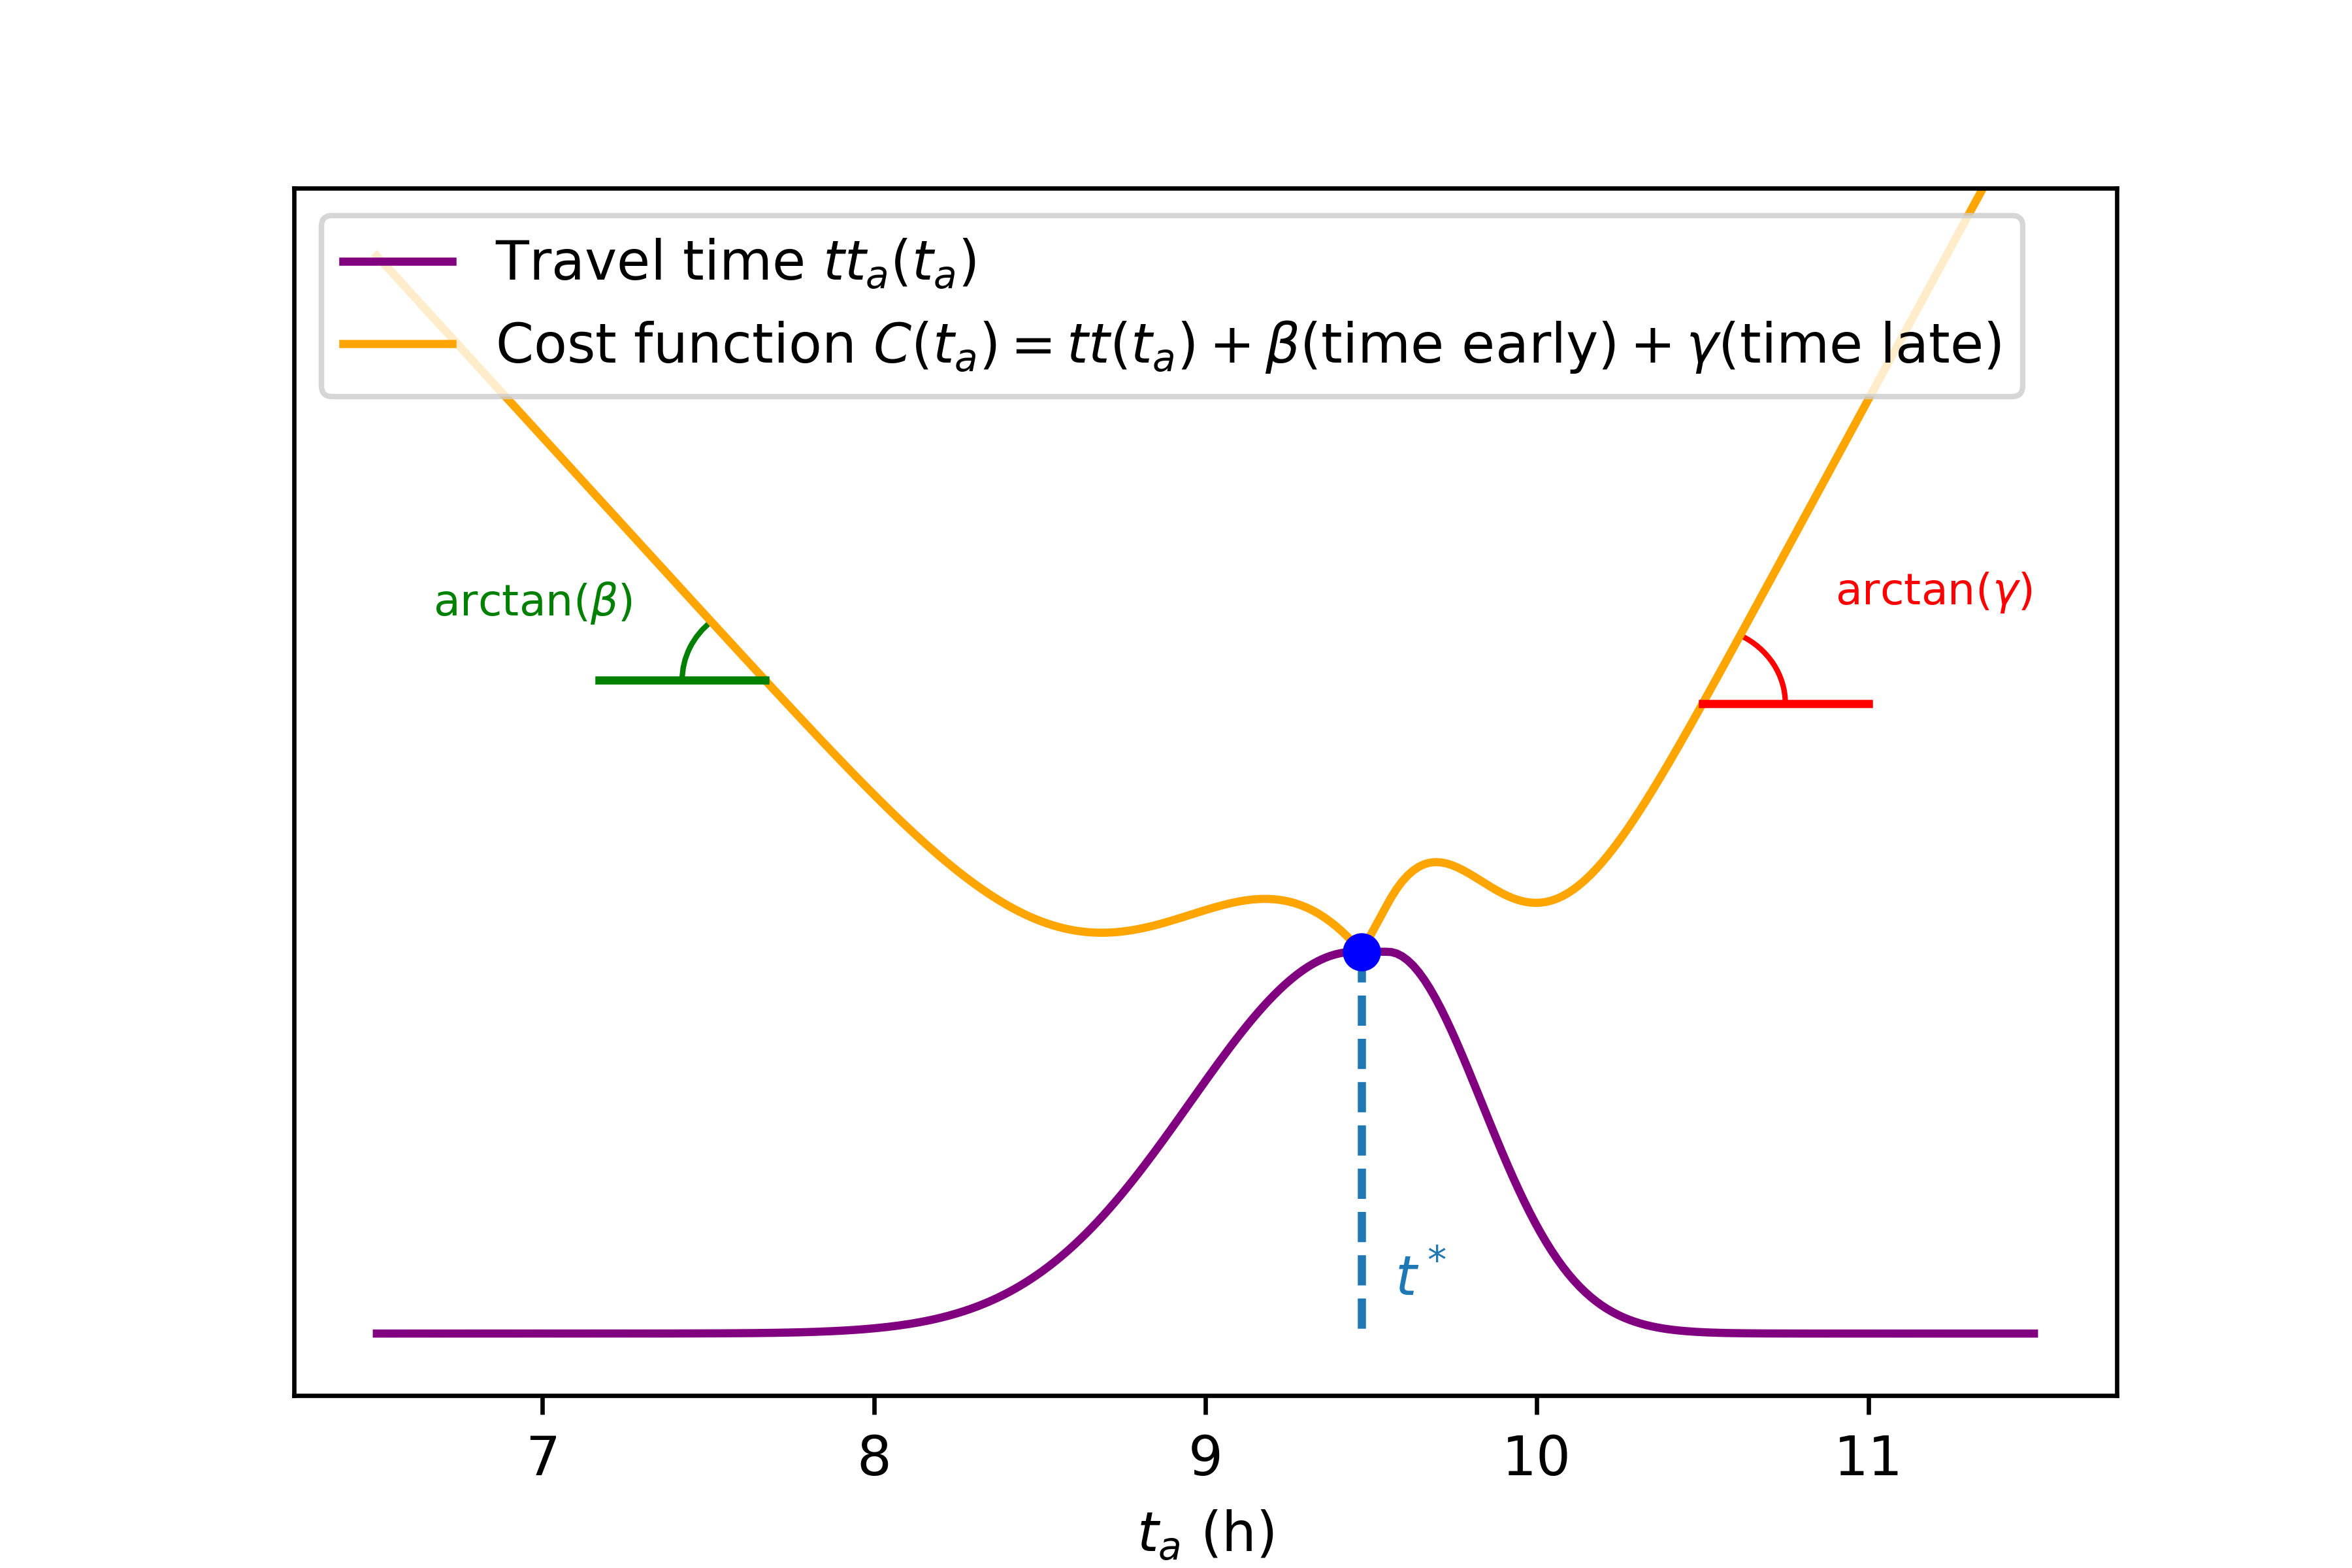 Travel time tt_a(t_a)
Cost function C(t_a) = tt(t_a) + β(time early) + γ(time late)
arctan(β)
arctan(γ)
t*
7 8 9 10 11
t_a (h)